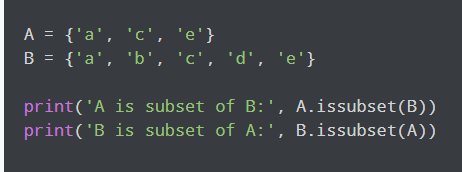 A = {'a', 'c', 'e'}
B = {'a', 'b', 'c', 'd', 'e'}
print('A is subset of B:', A.issubset(B))
print('B is subset of A:', B.issubset(A))